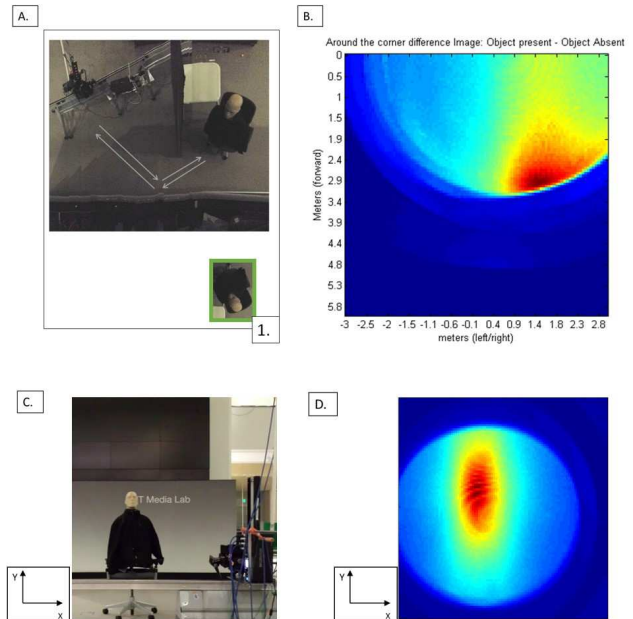 A.
B.
1.
Around the corner difference Image: Object present - Object Absent
0
0.5
1
1.5
1.9
2.4
2.9
3.4
3.9
4.4
4.8
5.3
5.8
Meters (forward)
-3 -2.5 -2 -1.5 -1.1 -0.6 -0.1 0.4 0.9 1.4 1.8 2.3 2.8
meters (left/right)
C.
T Media Lab
Y
X
D.
Y
X